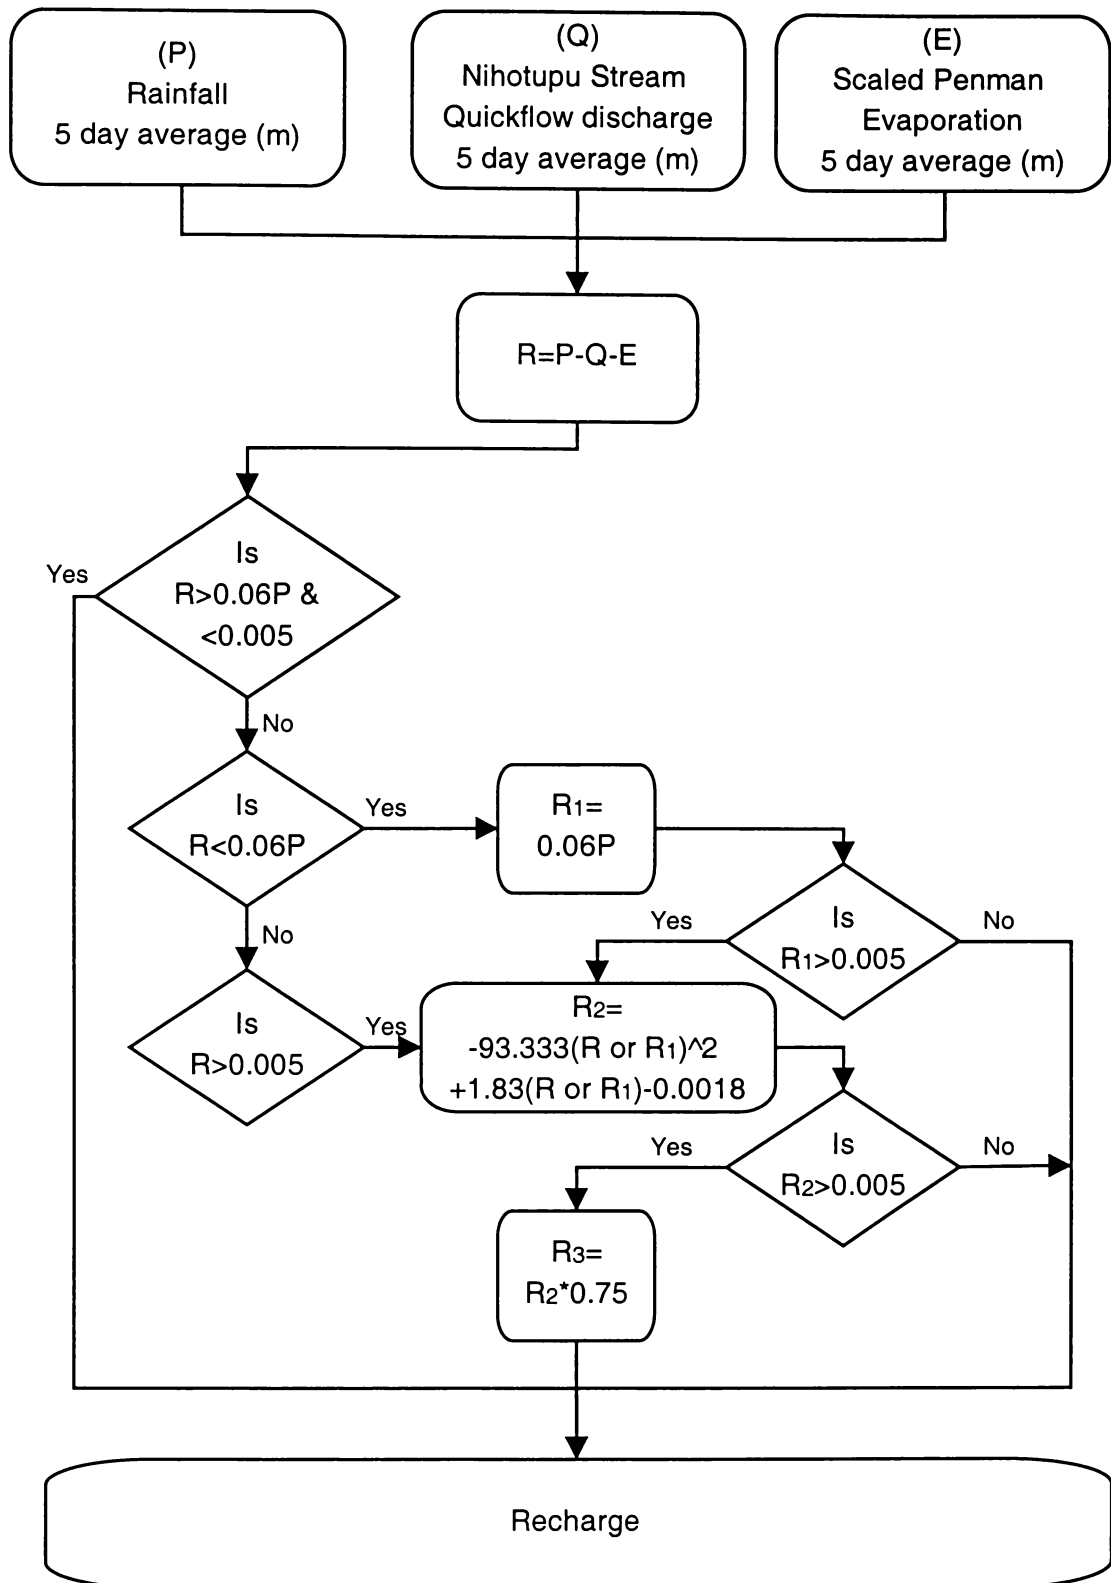 (P)
Rainfall
5 day average (m)
(Q)
Nihotupu Stream
Quickflow discharge
5 day average (m)
(E)
Scaled Penman
Evaporation
5 day average (m)
R=P-Q-E
Is
R>0.06P &
<0.005
Yes
No
Is
R<0.06P
Yes
R1=
0.06P
No
Is
R1>0.005
Yes
No
Is
R>0.005
Yes
R2=
-93.333(R or R1)^2
+1.83(R or R1)-0.0018
Is
R2>0.005
Yes
No
R3=
R2*0.75
Recharge